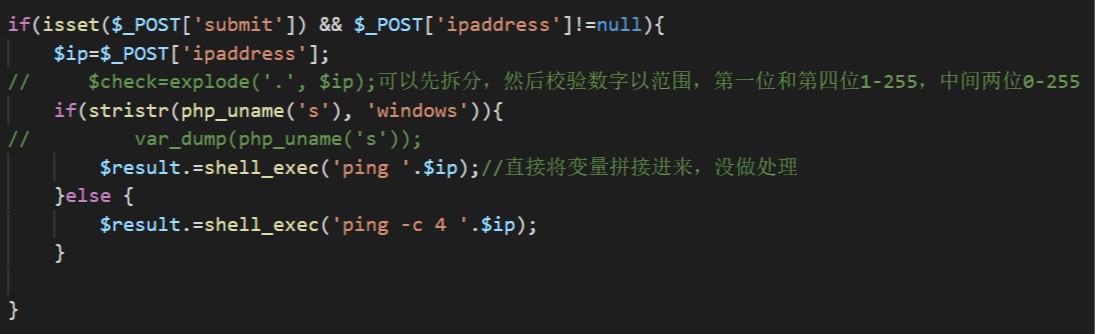 if(isset($_POST['submit']) && $_POST['ipaddress']!=null){
    $ip=$_POST['ipaddress'];
//     $check=explode('.', $ip);可以先拆分，然后校验数字以范围，第一位和第四位1-255，中间两位0-255
    if(stristr(php_uname('s'), 'windows')){
//         var_dump(php_uname('s'));
        $result.=shell_exec('ping '.$ip);//直接将变量拼接进来，没做处理
    }else {
        $result.=shell_exec('ping -c 4 '.$ip);
    }
}